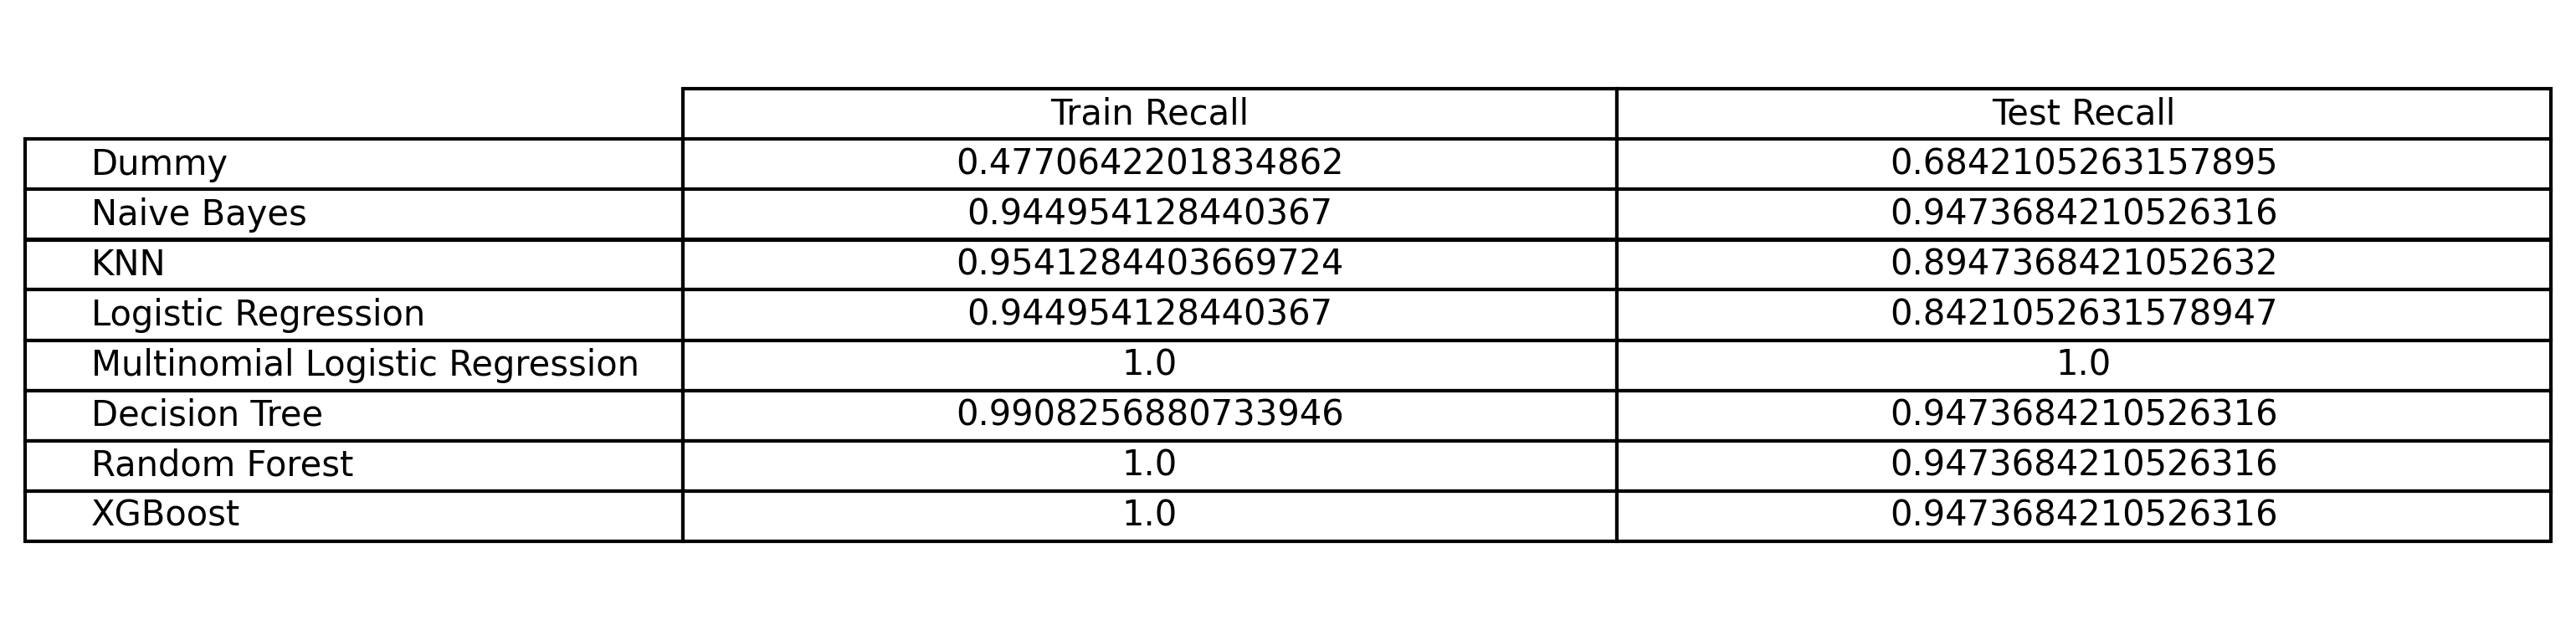 Train Recall Test Recall
Dummy 0.4770642201834862 0.6842105263157895
Naive Bayes 0.944954128440367 0.9473684210526316
KNN 0.9541284403669724 0.8947368421052632
Logistic Regression 0.944954128440367 0.8421052631578947
Multinomial Logistic Regression 1.0 1.0
Decision Tree 0.9908256880733946 0.9473684210526316
Random Forest 1.0 0.9473684210526316
XGBoost 1.0 0.9473684210526316